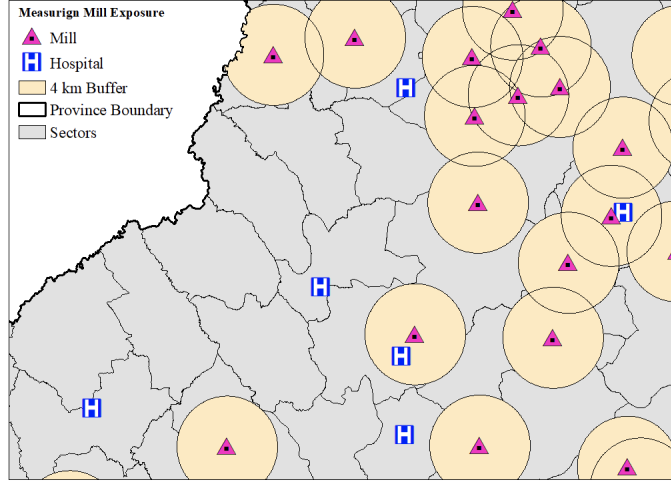 Measurign Mill Exposure
Mill
H Hospital
4 km Buffer
Province Boundary
Sectors
H
H
H
H
H
H